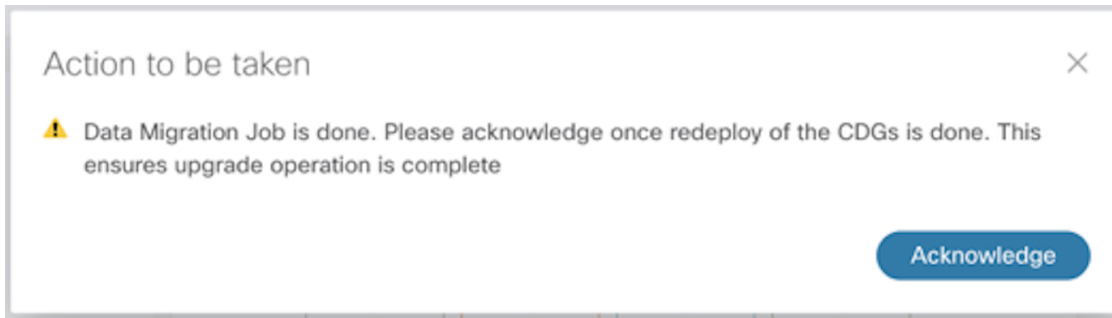 Action to be taken
Data Migration Job is done. Please acknowledge once redeploy of the CDGs is done. This
ensures upgrade operation is complete
Acknowledge